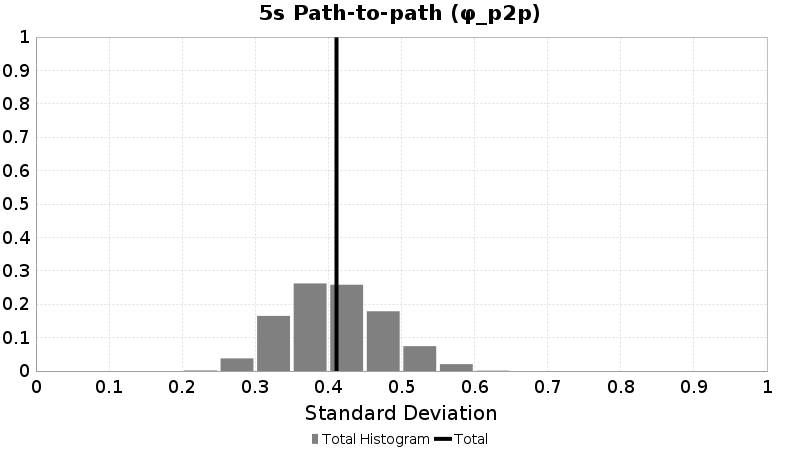 5s Path-to-path (φ_p2p)
1
0.9
0.8
0.7
0.6
0.5
0.4
0.3
0.2
0.1
0
0 0.1 0.2 0.3 0.4 0.5 0.6 0.7 0.8 0.9 1
Standard Deviation
Total Histogram Total